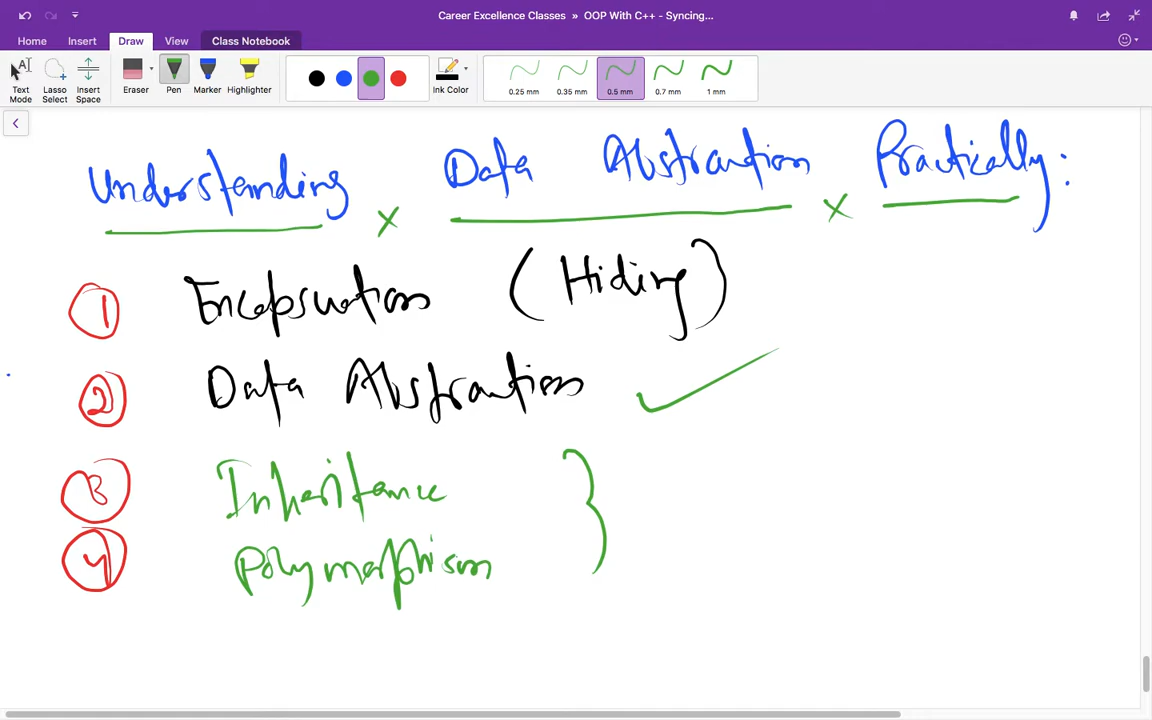 Career Excellence Classes » OOP With C++ - Syncing...
Home Insert Draw View Class Notebook
Text Mode Lasso Select Insert Space Eraser Pen Marker Highlighter Ink Color 0.25 mm 0.35 mm 0.5 mm 0.7 mm 1 mm
Understanding Data Abstraction Practically:
1 Encapsulation (Hiding)
2 Data Abstraction
3 Inheritance
4 Polymorphism